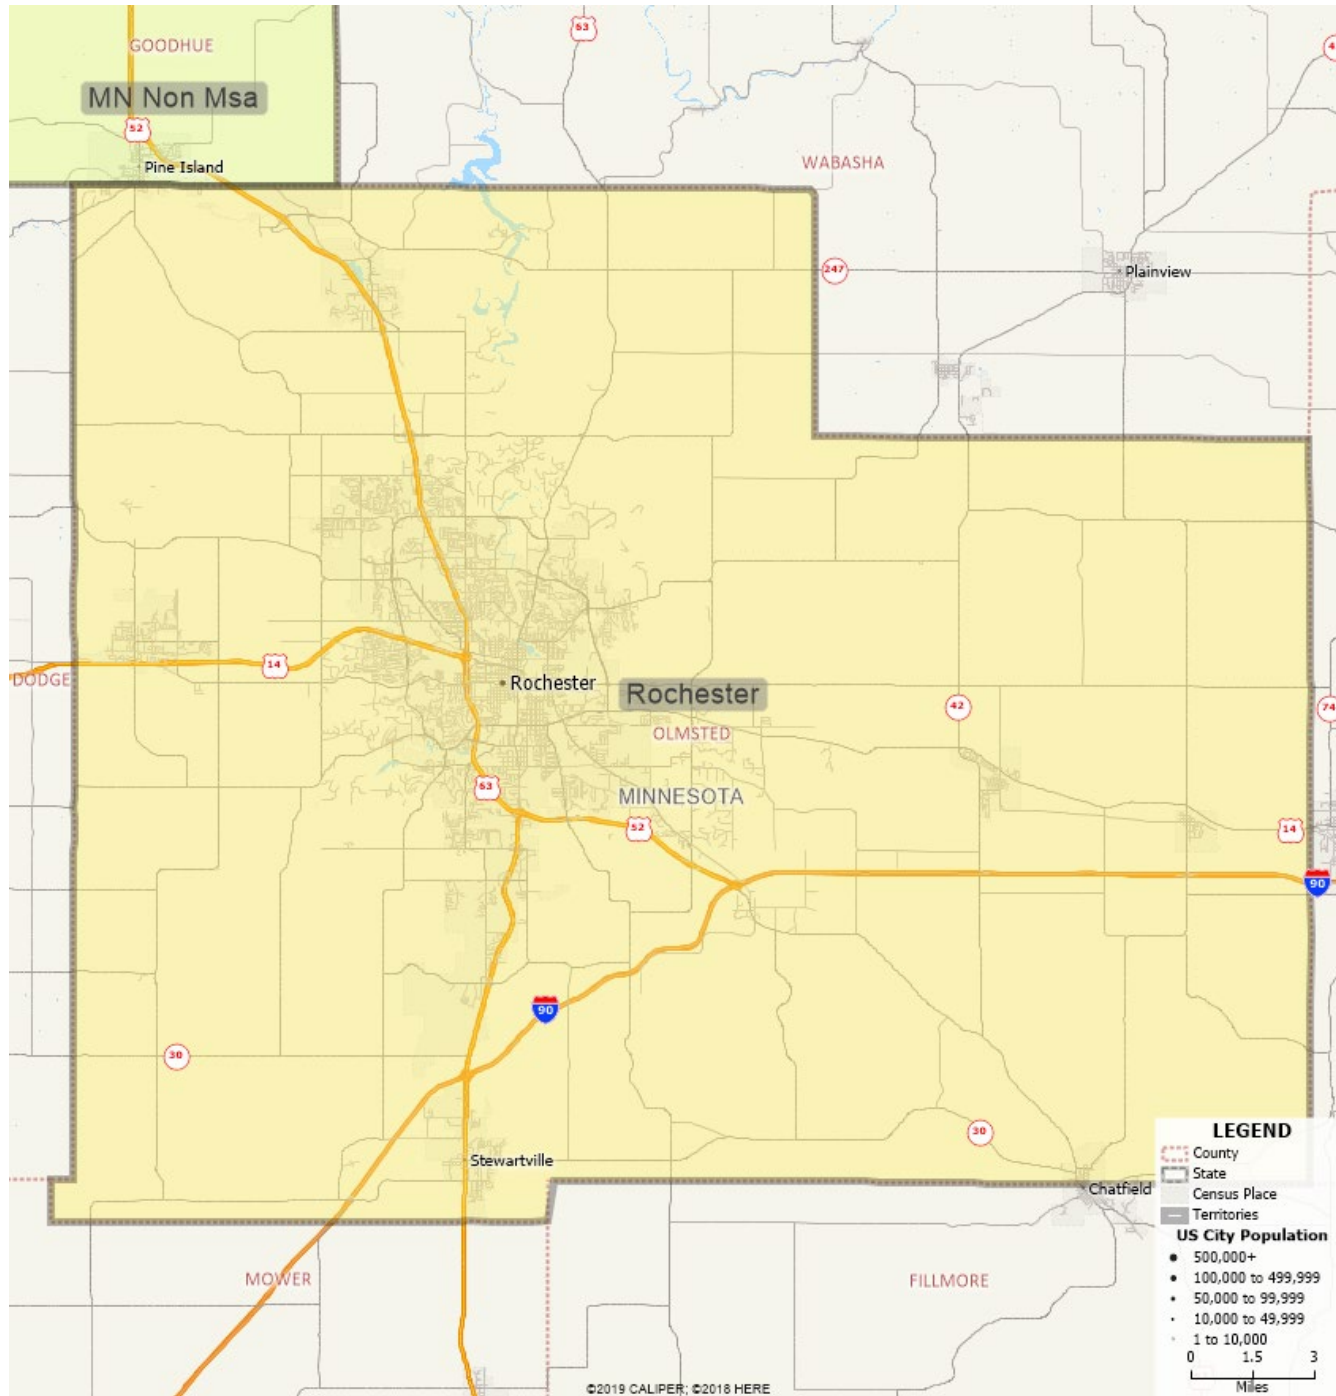 GOODHUE
63
4
MN Non Msa
52
Pine Island
WABASHA
247
Plainview
14
DODGE
Rochester
Rochester
42
74
OLMSTED
63
MINNESOTA
52
14
90
90
30
30
Stewartville
Chatfield
MOWER
FILLMORE
LEGEND
County
State
Census Place
Territories
US City Population
500,000+
100,000 to 499,999
50,000 to 99,999
10,000 to 49,999
1 to 10,000
0 1.5 3
Miles
©2019 CALIPER; ©2018 HERE